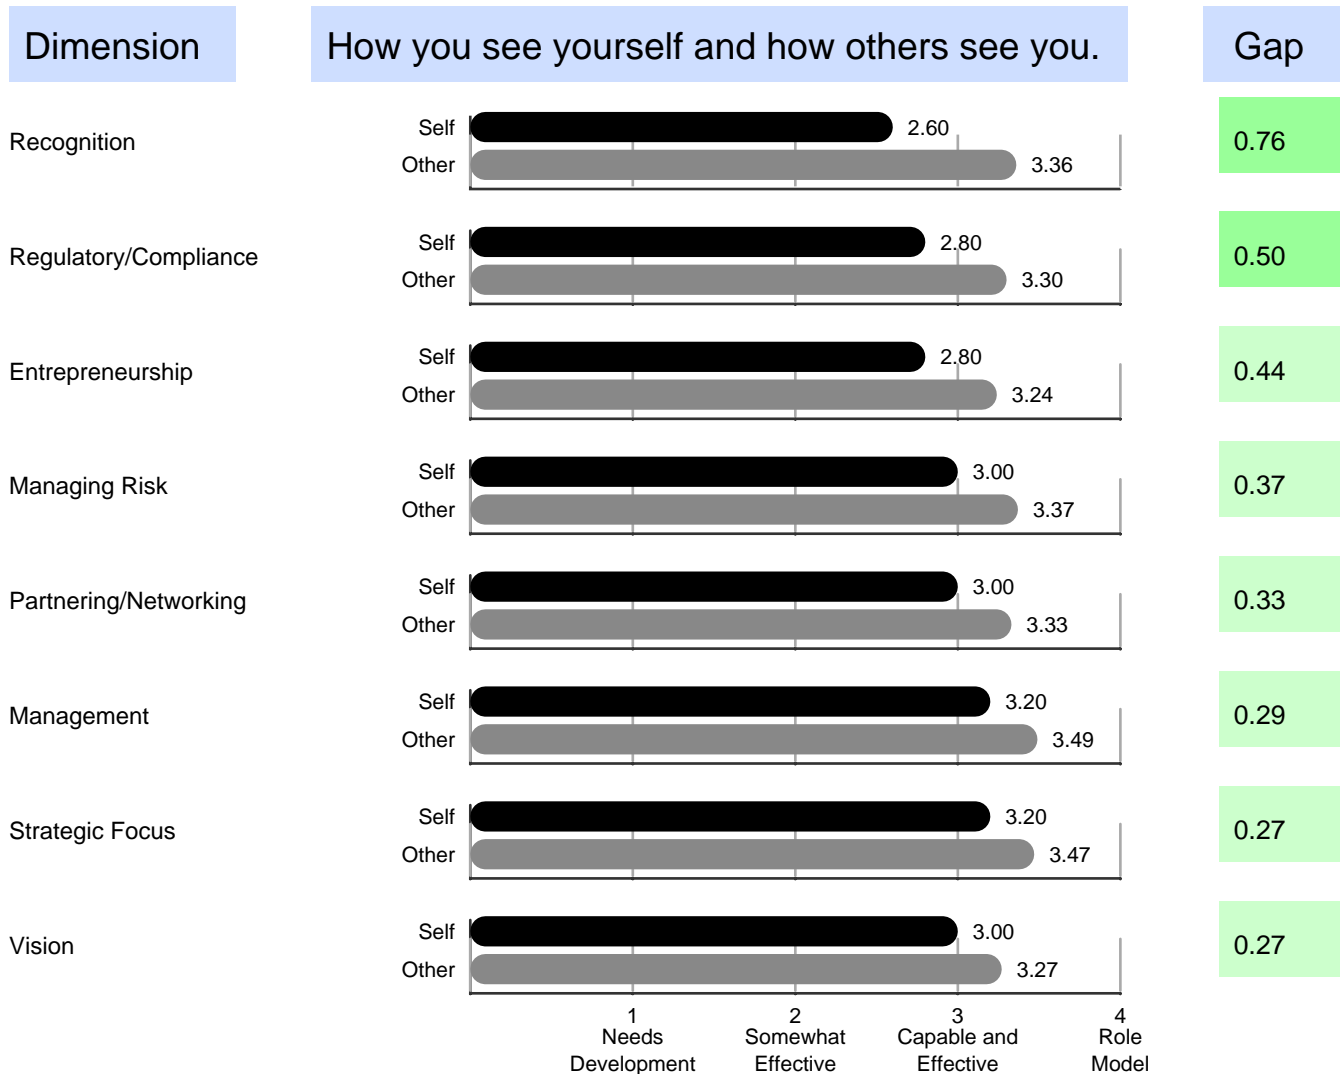 Dimension
How you see yourself and how others see you.
Gap
Recognition
Self
2.60
Other
3.36
0.76
Regulatory/Compliance
Self
2.80
Other
3.30
0.50
Entrepreneurship
Self
2.80
Other
3.24
0.44
Managing Risk
Self
3.00
Other
3.37
0.37
Partnering/Networking
Self
3.00
Other
3.33
0.33
Management
Self
3.20
Other
3.49
0.29
Strategic Focus
Self
3.20
Other
3.47
0.27
Vision
Self
3.00
Other
3.27
0.27
1
Needs
Development
2
Somewhat
Effective
3
Capable and
Effective
4
Role
Model